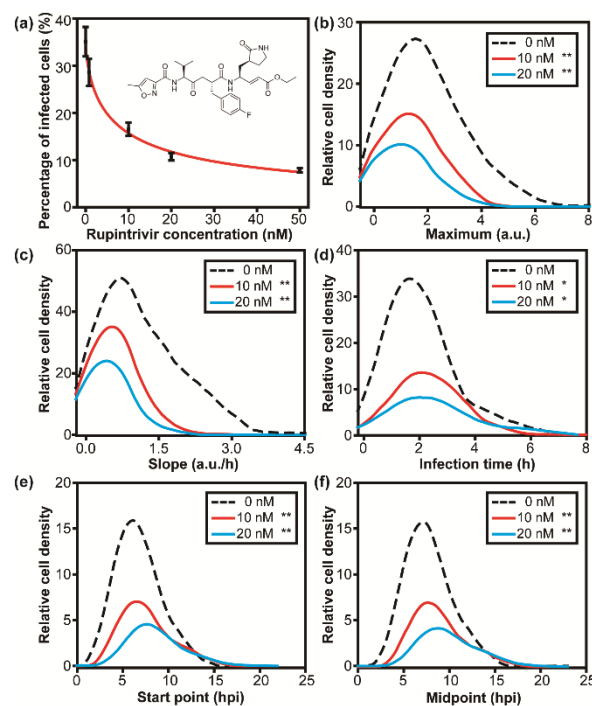 (a)
Percentage of infected cells (%)
40
30
20
10
0
0 10 20 30 40 50
Rupintrivir concentration (nM)
O
NH
O
H
N
O
N
H
O
O
O
N
O
F
(b)
Relative cell density
30
20
10
0
0 2 4 6 8
Maximum (a.u.)
0 nM
10 nM **
20 nM **
(c)
Relative cell density
60
40
20
0
0.0 1.5 3.0 4.5
Slope (a.u./h)
0 nM
10 nM **
20 nM **
(d)
Relative cell density
40
30
20
10
0
0 2 4 6 8
Infection time (h)
0 nM
10 nM *
20 nM *
(e)
Relative cell density
20
15
10
5
0
0 5 10 15 20 25
Start point (hpi)
0 nM
10 nM **
20 nM **
(f)
Relative cell density
20
15
10
5
0
0 5 10 15 20 25
Midpoint (hpi)
0 nM
10 nM **
20 nM **